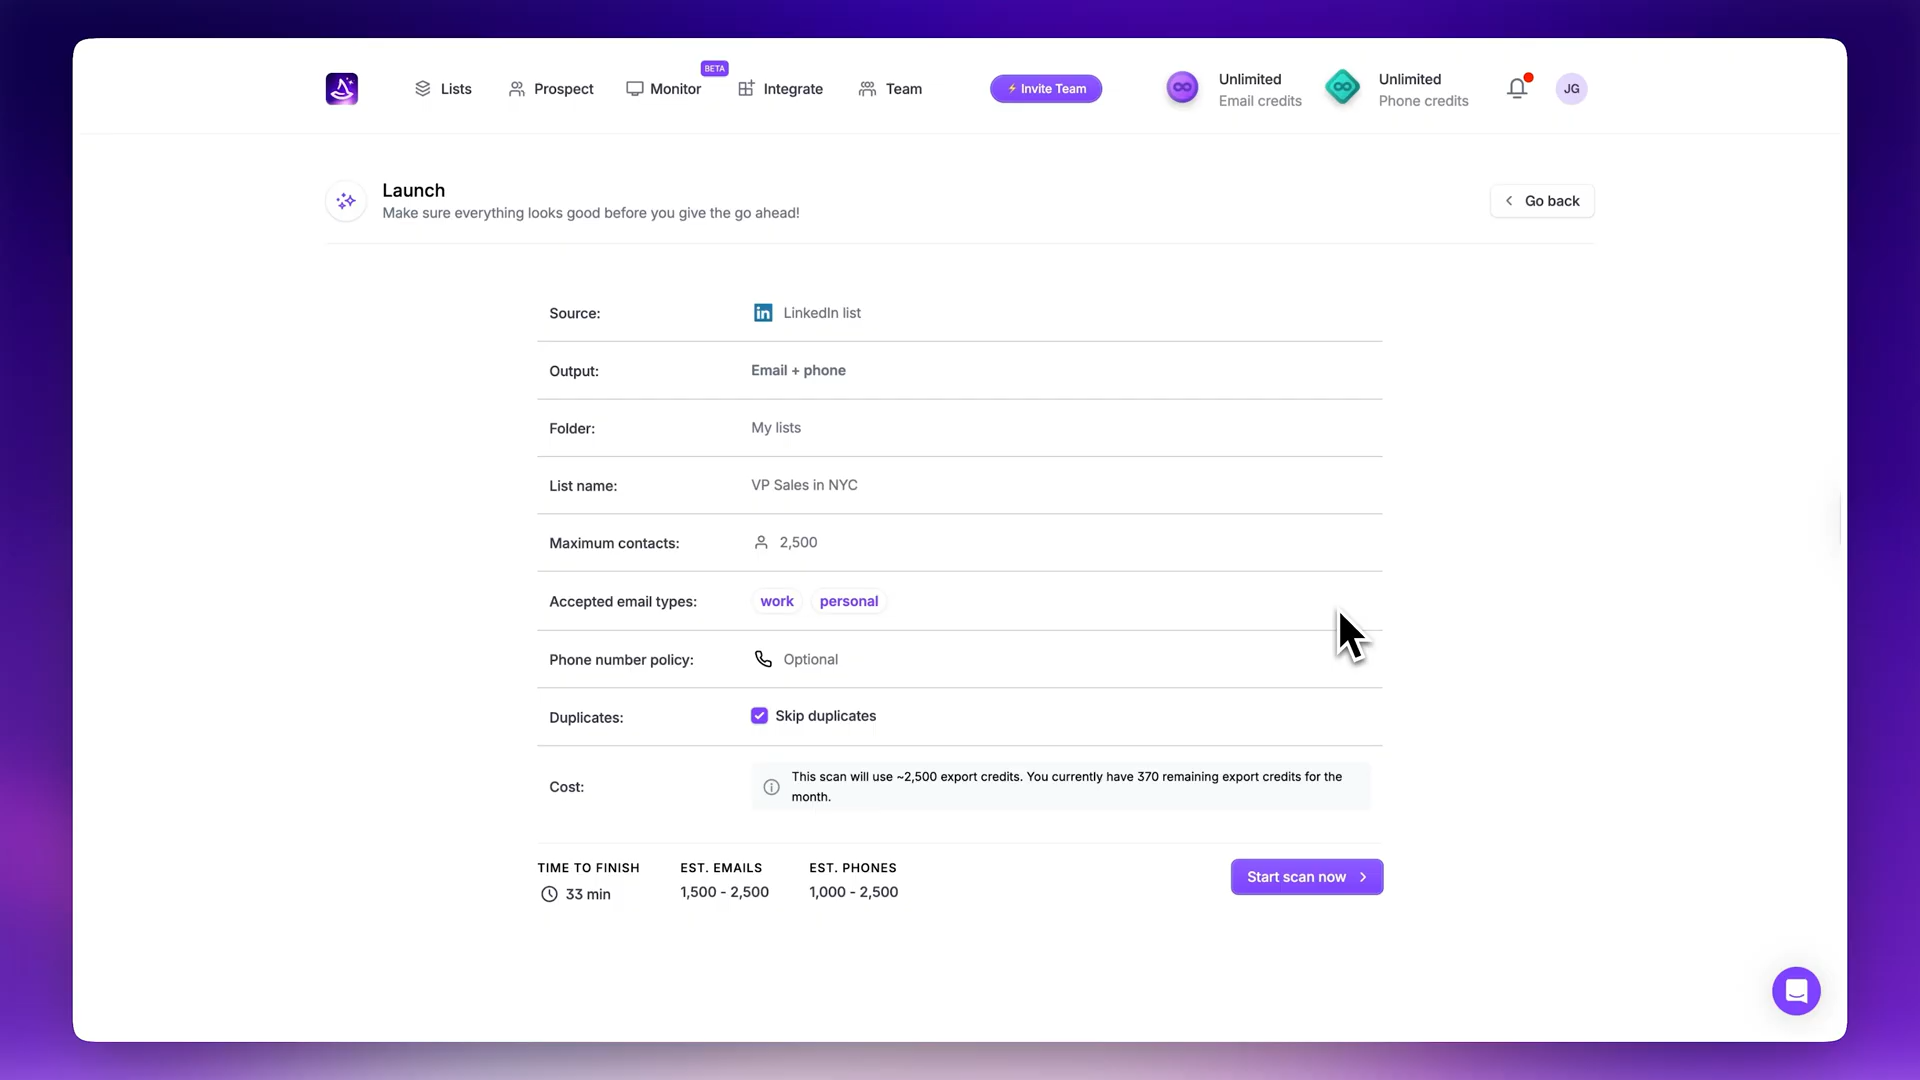 BETA
Lists
Prospect
Monitor
Integrate
Team
⚡ Invite Team
Unlimited
Email credits
Unlimited
Phone credits
JG
Launch
Make sure everything looks good before you give the go ahead!
Go back
Source: in LinkedIn list
Output: Email + phone
Folder: My lists
List name: VP Sales in NYC
Maximum contacts: 2,500
Accepted email types: work personal
Phone number policy: Optional
Duplicates: Skip duplicates
Cost: This scan will use ~2,500 export credits. You currently have 370 remaining export credits for the
month.
TIME TO FINISH
33 min
EST. EMAILS
1,500 - 2,500
EST. PHONES
1,000 - 2,500
Start scan now